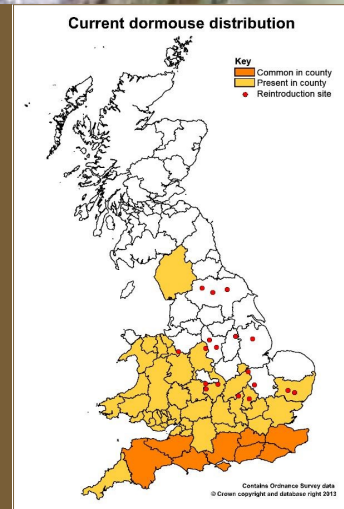 Current dormouse distribution
Key
Common in county
Present in county
Reintroduction site
Contains Ordnance Survey data
© Crown copyright and database right 2013